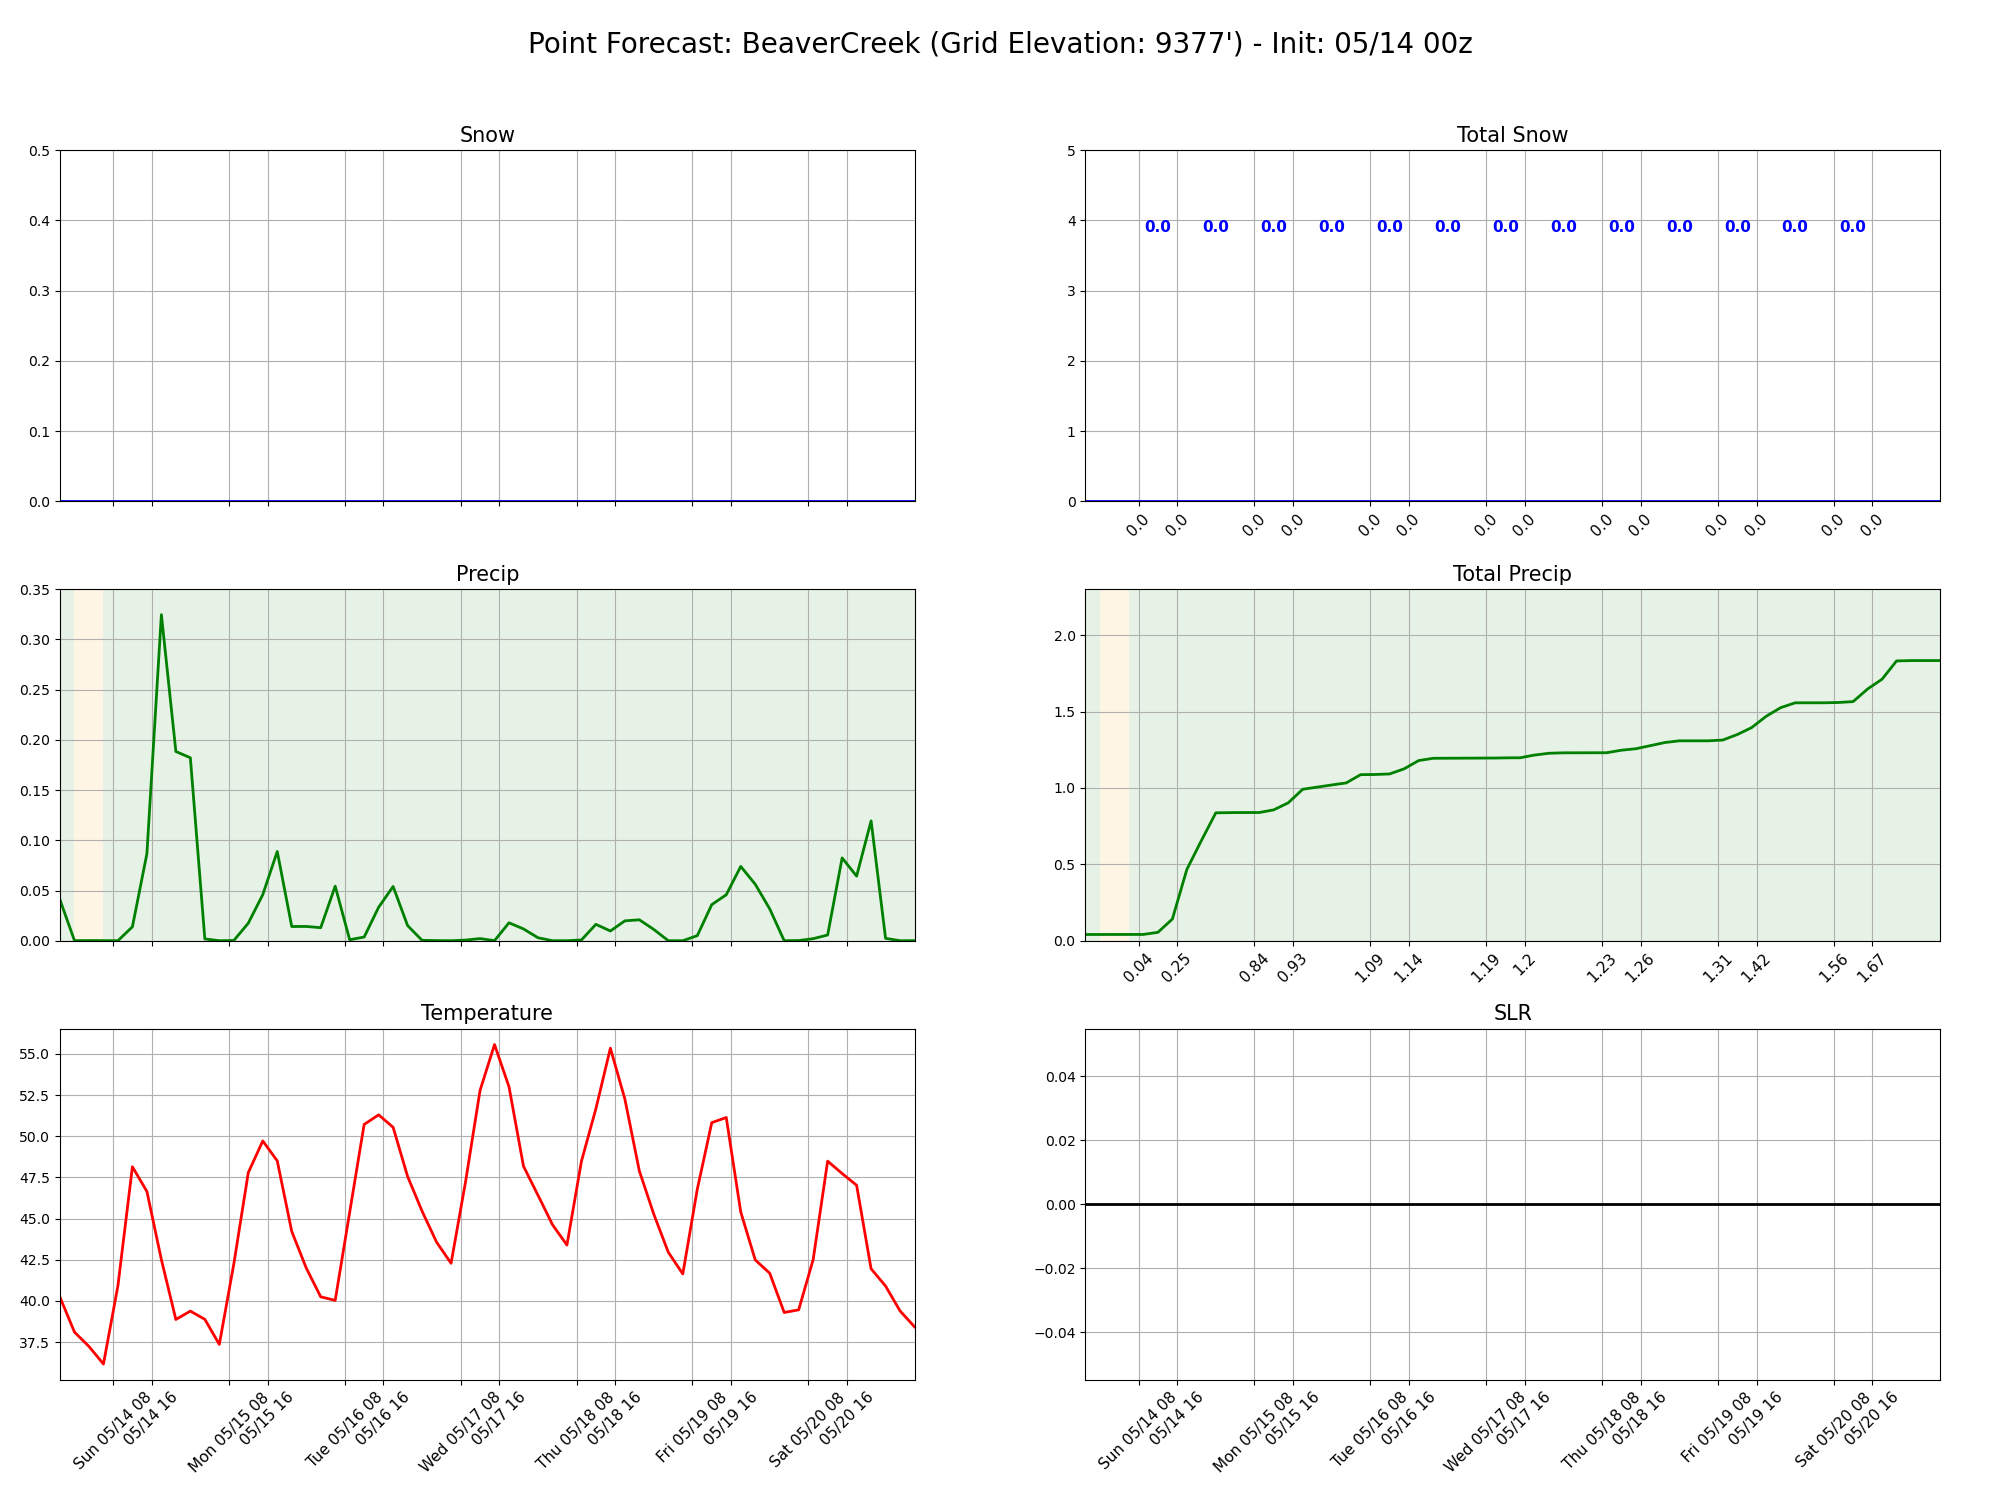 Point Forecast: BeaverCreek (Grid Elevation: 9377') - Init: 05/14 00z
Snow
0.5
0.4
0.3
0.2
0.1
0.0
Total Snow
5
4
3
2
1
0
0.0 0.0 0.0 0.0 0.0 0.0 0.0 0.0 0.0 0.0 0.0 0.0 0.0
0.0 0.0 0.0 0.0 0.0 0.0 0.0 0.0 0.0 0.0 0.0 0.0 0.0 0.0
Precip
0.35
0.30
0.25
0.20
0.15
0.10
0.05
0.00
Total Precip
2.0
1.5
1.0
0.5
0.0
0.04 0.25 0.84 0.93 1.09 1.14 1.19 1.2 1.23 1.26 1.31 1.42 1.56 1.67
Temperature
55.0
52.5
50.0
47.5
45.0
42.5
40.0
37.5
Sun 05/14 08
05/14 16
Mon 05/15 08
05/15 16
Tue 05/16 08
05/16 16
Wed 05/17 08
05/17 16
Thu 05/18 08
05/18 16
Fri 05/19 08
05/19 16
Sat 05/20 08
05/20 16
SLR
0.04
0.02
0.00
−0.02
−0.04
Sun 05/14 08
05/14 16
Mon 05/15 08
05/15 16
Tue 05/16 08
05/16 16
Wed 05/17 08
05/17 16
Thu 05/18 08
05/18 16
Fri 05/19 08
05/19 16
Sat 05/20 08
05/20 16